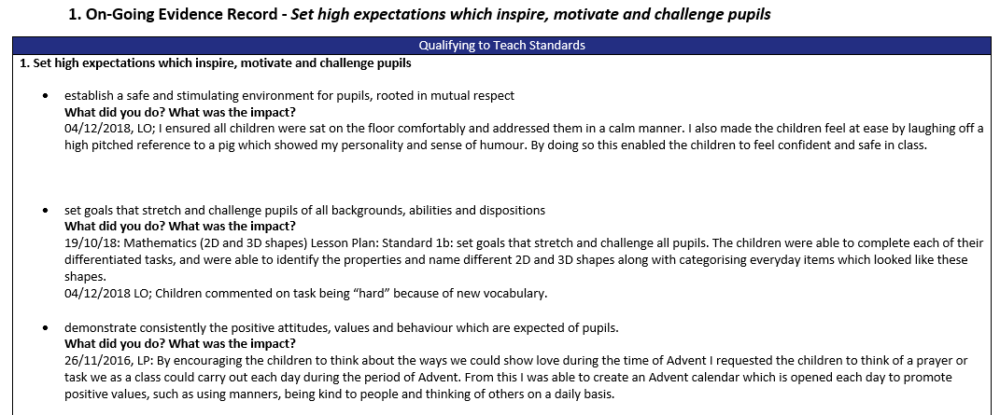 1. On-Going Evidence Record - Set high expectations which inspire, motivate and challenge pupils
Qualifying to Teach Standards
1. Set high expectations which inspire, motivate and challenge pupils
• establish a safe and stimulating environment for pupils, rooted in mutual respect
What did you do? What was the impact?
04/12/2018, LO; I ensured all children were sat on the floor comfortably and addressed them in a calm manner. I also made the children feel at ease by laughing off a
high pitched reference to a pig which showed my personality and sense of humour. By doing so this enabled the children to feel confident and safe in class.
• set goals that stretch and challenge pupils of all backgrounds, abilities and dispositions
What did you do? What was the impact?
19/10/18: Mathematics (2D and 3D shapes) Lesson Plan: Standard 1b: set goals that stretch and challenge all pupils. The children were able to complete each of their
differentiated tasks, and were able to identify the properties and name different 2D and 3D shapes along with categorising everyday items which looked like these
shapes.
04/12/2018 LO; Children commented on task being “hard” because of new vocabulary.
• demonstrate consistently the positive attitudes, values and behaviour which are expected of pupils.
What did you do? What was the impact?
26/11/2016, LP: By encouraging the children to think about the ways we could show love during the time of Advent I requested the children to think of a prayer or
task we as a class could carry out each day during the period of Advent. From this I was able to create an Advent calendar which is opened each day to promote
positive values, such as using manners, being kind to people and thinking of others on a daily basis.